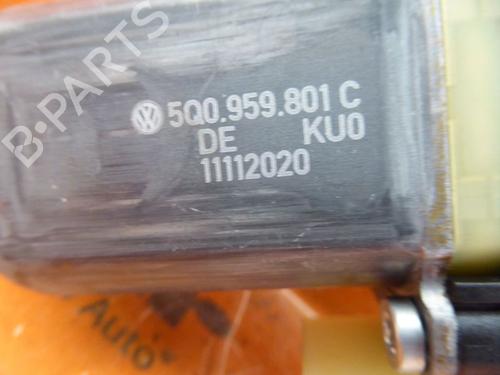 B-PARTS
5Q0.959.801 C
DE KU0
11112020
Auto